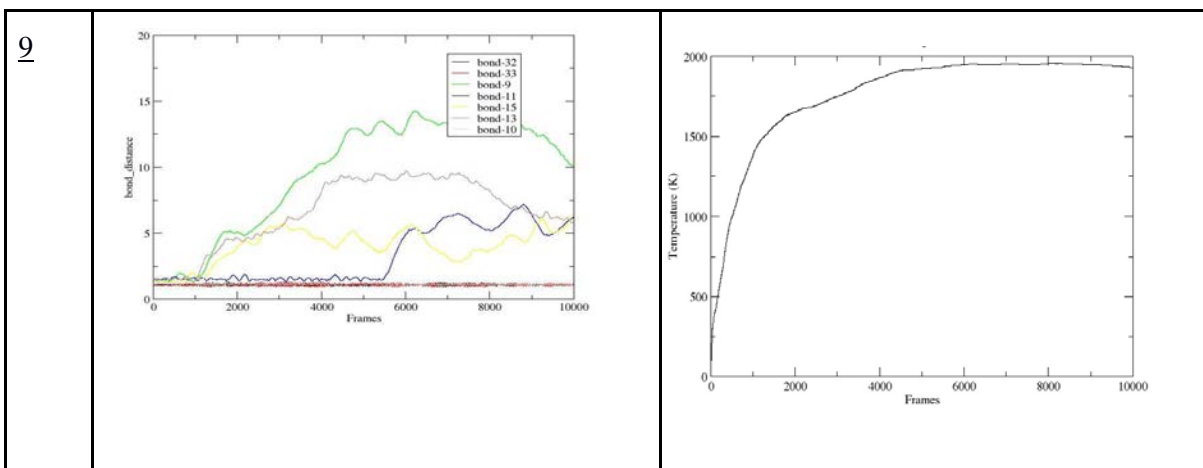 9
20
15
10
5
0
bond_distance
bond-32
bond-33
bond-9
bond-11
bond-15
bond-13
bond-10
0
2000
4000
6000
8000
10000
Frames
2000
1500
1000
500
0
Temperature (K)
0
2000
4000
6000
8000
10000
Frames